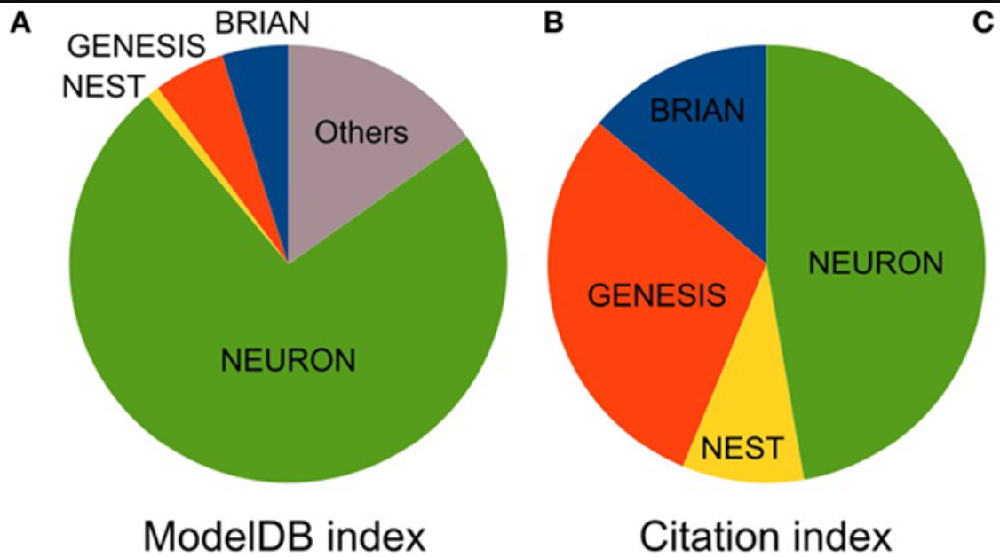 A
BRIAN
GENESIS
NEST
Others
NEURON
ModelDB index
B
C
BRIAN
NEURON
GENESIS
NEST
Citation index